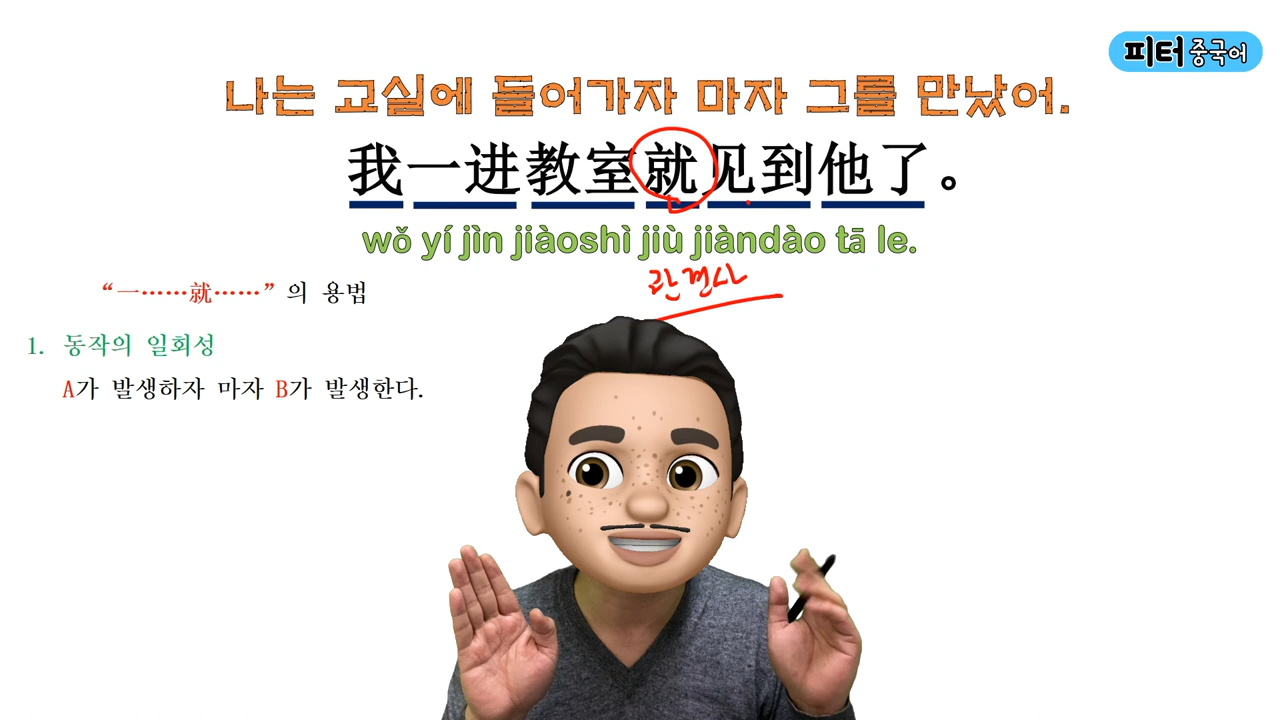 피터 중국어
나는 교실에 들어가자 마자 그를 만났어.
我一进教室就见到他了。
wǒ yí jìn jiàoshì jiù jiàndào tā le.
관껸사
“一……就……”의 용법
1. 동작의 일회성
A가 발생하자 마자 B가 발생한다.